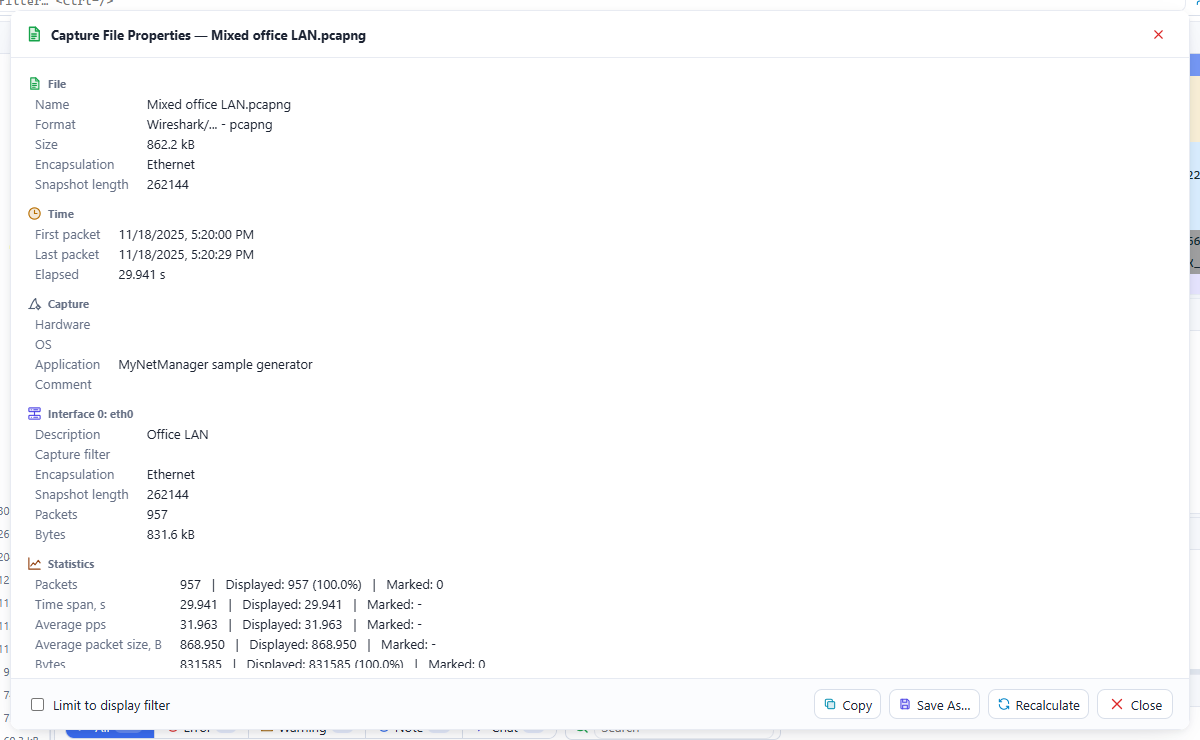 Capture File Properties — Mixed office LAN.pcapng
File
Name Mixed office LAN.pcapng
Format Wireshark/... - pcapng
Size 862.2 kB
Encapsulation Ethernet
Snapshot length 262144
Time
First packet 11/18/2025, 5:20:00 PM
Last packet 11/18/2025, 5:20:29 PM
Elapsed 29.941 s
Capture
Hardware
OS
Application MyNetManager sample generator
Comment
Interface 0: eth0
Description Office LAN
Capture filter
Encapsulation Ethernet
Snapshot length 262144
Packets 957
Bytes 831.6 kB
Statistics
Packets 957 | Displayed: 957 (100.0%) | Marked: 0
Time span, s 29.941 | Displayed: 29.941 | Marked: -
Average pps 31.963 | Displayed: 31.963 | Marked: -
Average packet size, B 868.950 | Displayed: 868.950 | Marked: -
Bytes 831585 | Displayed: 831585 (100.0%) | Marked: 0
Limit to display filter
Copy
Save As...
Recalculate
Close